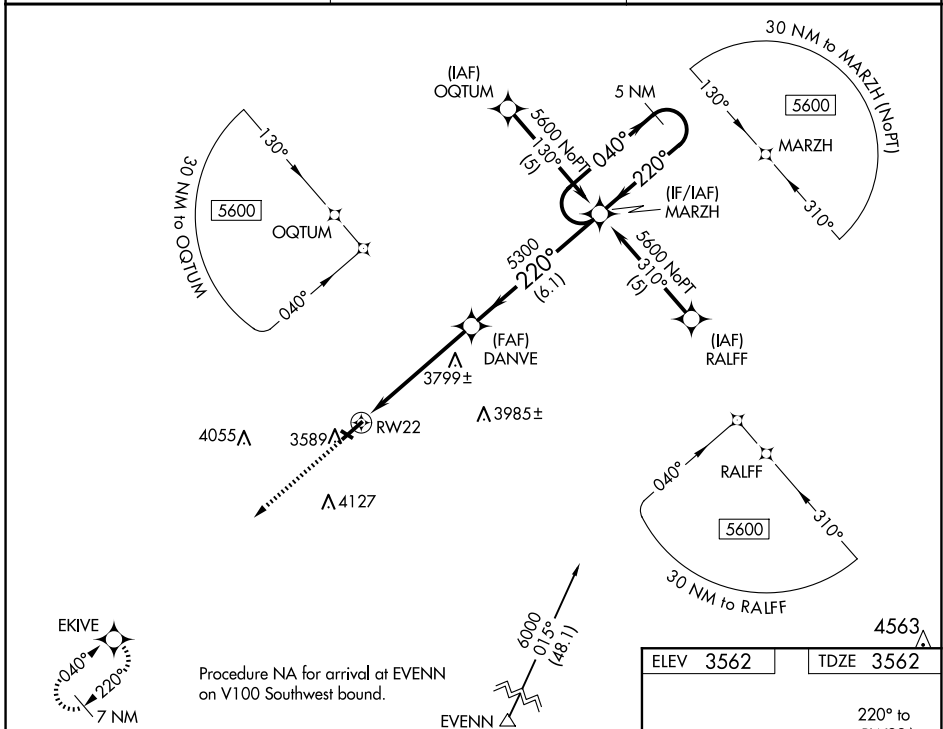 30 NM to MARZH (NoPT)
130°
5600
MARZH
310°
(IAF)
OQTUM
5600 NoPT
130°
(5)
5 NM
040°
220°
(IF/IAF)
MARZH
130°
30 NM to OQTUM
5600
OQTUM
040°
5300
220°
(6.1)
5600 NoPT
310°
(5)
(FAF)
DANVE
(IAF)
RALFF
3799±
3985±
4055
3589
RW22
4127
040°
RALFF
5600
310°
30 NM to RALFF
EKIVE
040°
220°
7 NM
Procedure NA for arrival at EVENN
on V100 Southwest bound.
6000
015°
(48.1)
EVENN
4563
ELEV 3562
TDZE 3562
220° to